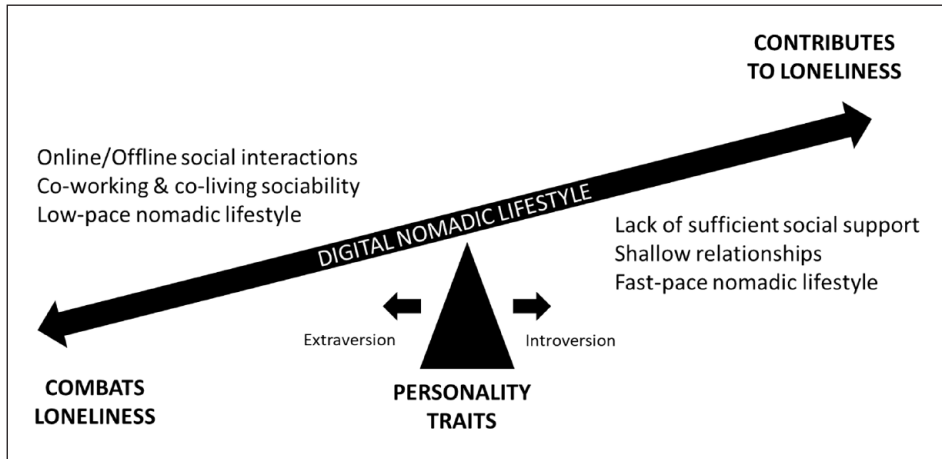 CONTRIBUTES
TO LONELINESS
Online/Offline social interactions
Co-working & co-living sociability
Low-pace nomadic lifestyle
DIGITAL NOMADIC LIFESTYLE
Lack of sufficient social support
Shallow relationships
Fast-pace nomadic lifestyle
Extraversion
Introversion
COMBATS
LONELINESS
PERSONALITY
TRAITS